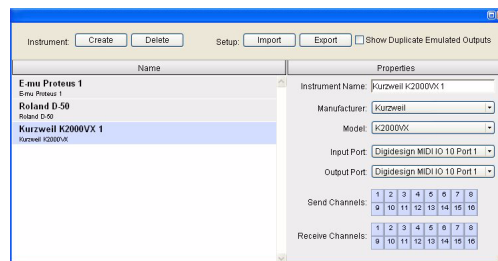 Instrument: Create Delete Setup: Import Export Show Duplicate Emulated Outputs
Name
Properties
E-mu Proteus 1
E-mu Proteus 1
Roland D-50
Roland D-50
Kurzweil K2000VX 1
Kurzweil K2000VX
Instrument Name: Kurzweil K2000VX 1
Manufacturer: Kurzweil
Model: K2000VX
Input Port: Digidesign MIDI IO 10 Port 1
Output Port: Digidesign MIDI IO 10 Port 1
Send Channels: 1 2 3 4 5 6 7 8
9 10 11 12 13 14 15 16
Receive Channels: 1 2 3 4 5 6 7 8
9 10 11 12 13 14 15 16